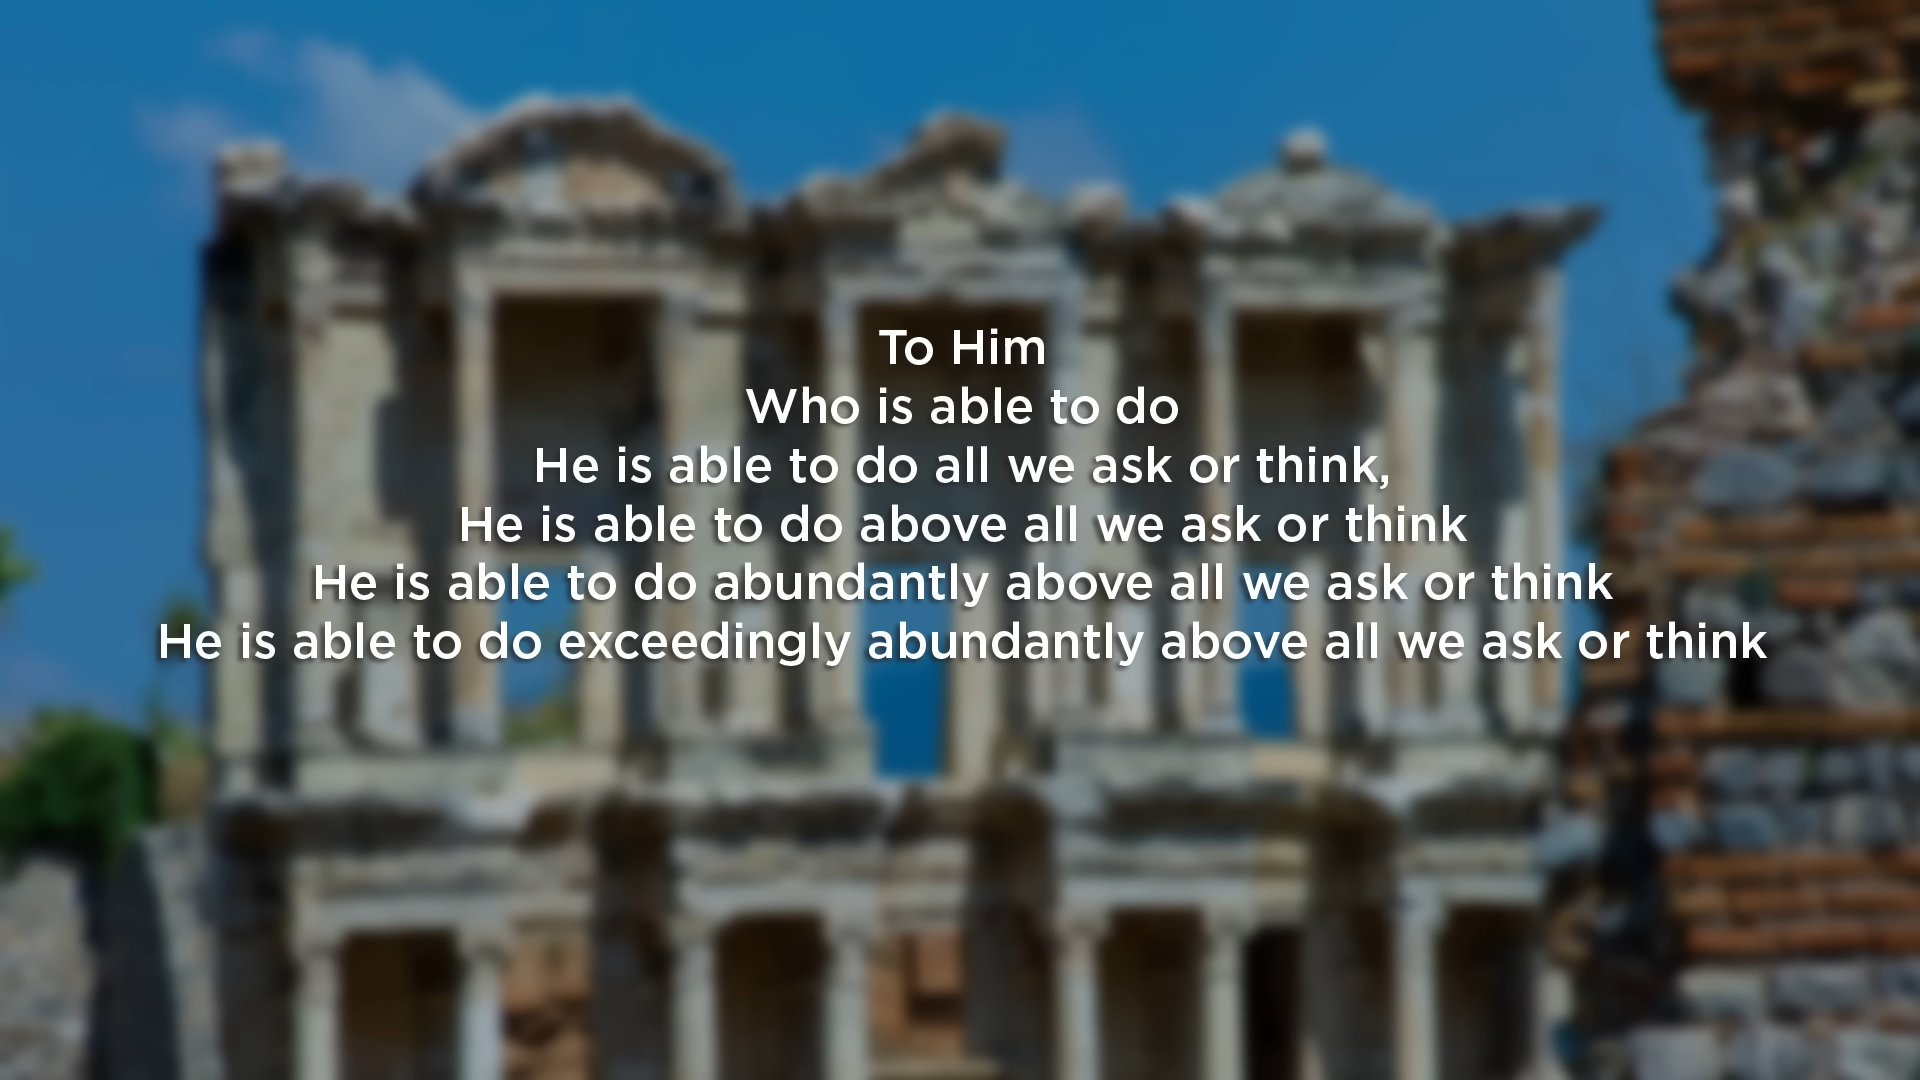 To Him
Who is able to do
He is able to do all we ask or think,
He is able to do above all we ask or think
He is able to do abundantly above all we ask or think
He is able to do exceedingly abundantly above all we ask or think